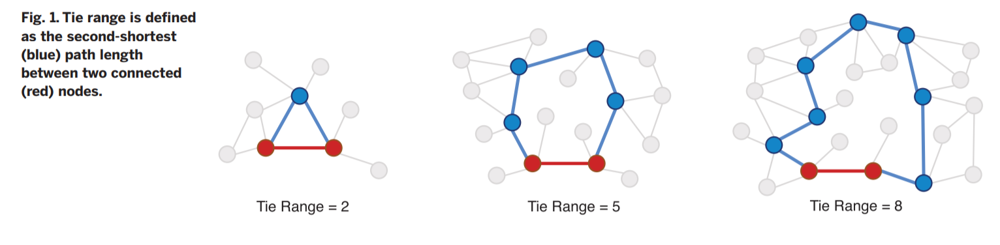 Fig. 1. Tie range is defined
as the second-shortest
(blue) path length
between two connected
(red) nodes.
Tie Range = 2
Tie Range = 5
Tie Range = 8